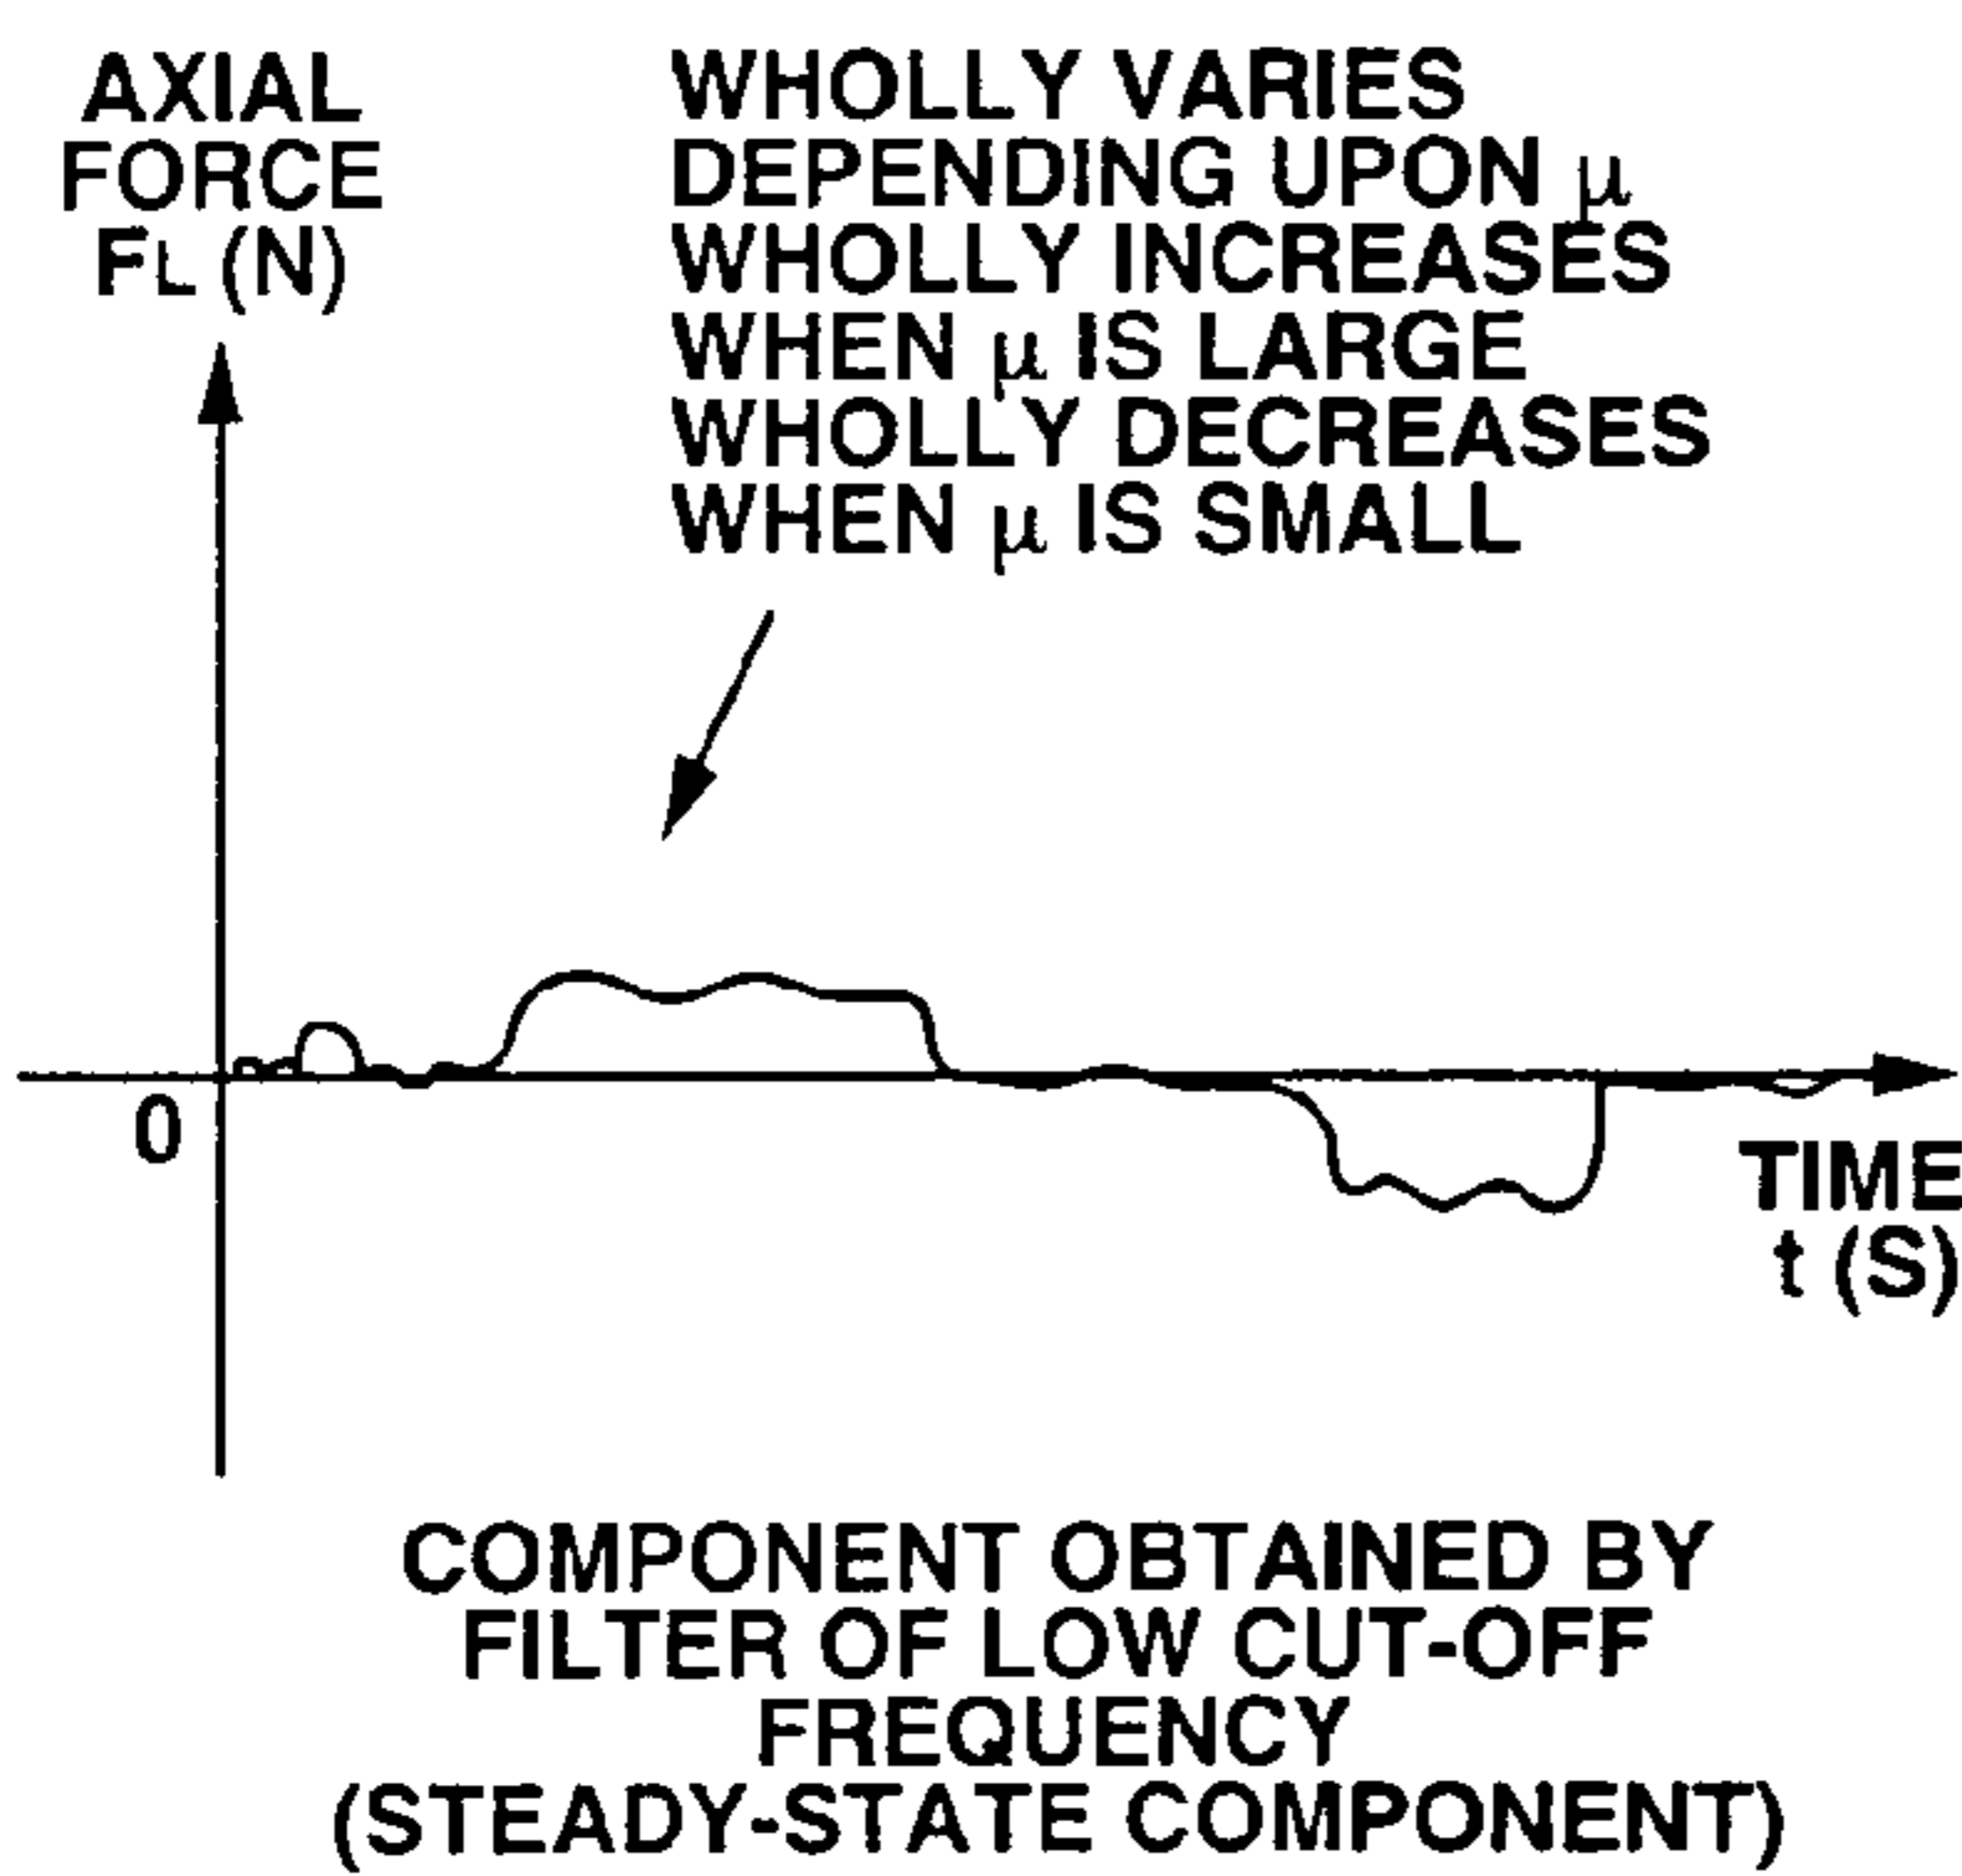 AXIAL
FORCE
FL (N)
WHOLLY VARIES
DEPENDING UPON μ
WHOLLY INCREASES
WHEN μ IS LARGE
WHOLLY DECREASES
WHEN μ IS SMALL
0
TIME
t (S)
COMPONENT OBTAINED BY
FILTER OF LOW CUT-OFF
FREQUENCY
(STEADY-STATE COMPONENT)